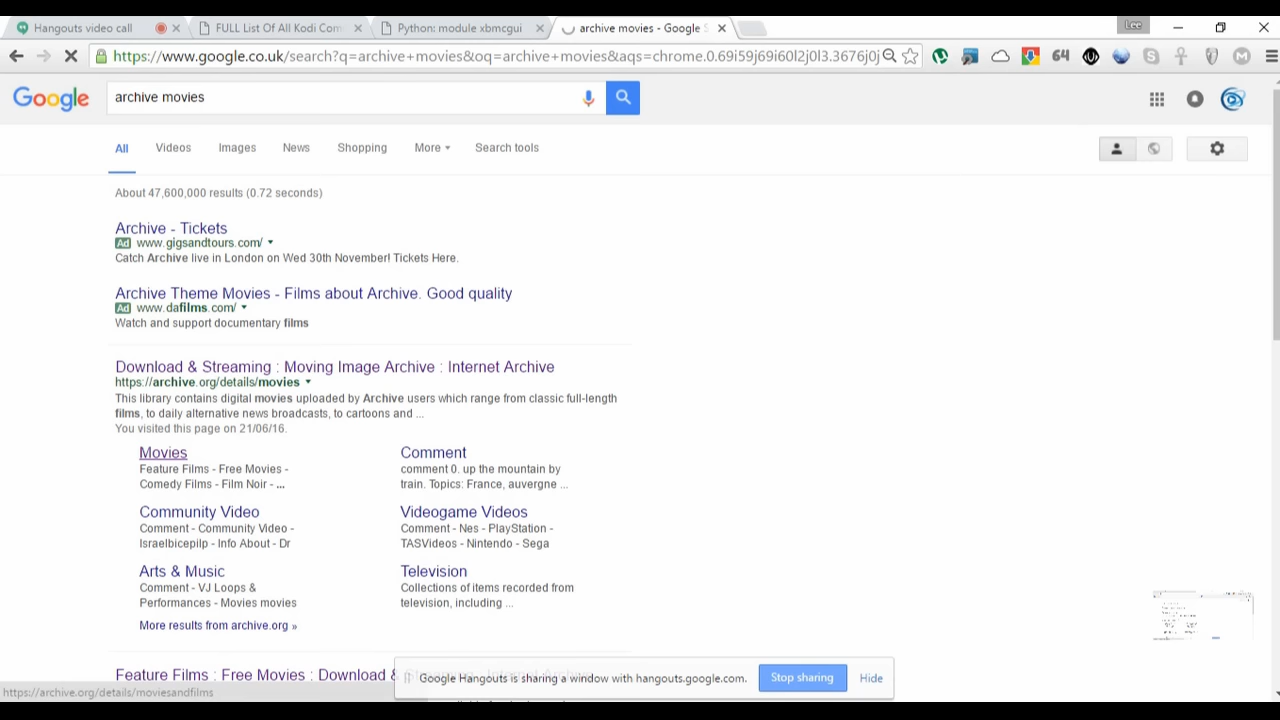 Hangouts video call
FULL List Of All Kodi Com
Python: module xbmcgui
archive movies - Google S
Lee
https://www.google.co.uk/search?q=archive+movies&oq=archive+movies&aqs=chrome.0.69i59j69i60l2j0l3.3676j0j
64
Google
archive movies
All
Videos
Images
News
Shopping
More
Search tools
About 47,600,000 results (0.72 seconds)
Archive - Tickets
Ad www.gigsandtours.com/
Catch Archive live in London on Wed 30th November! Tickets Here.
Archive Theme Movies - Films about Archive. Good quality
Ad www.dafilms.com/
Watch and support documentary films
Download & Streaming : Moving Image Archive : Internet Archive
https://archive.org/details/movies
This library contains digital movies uploaded by Archive users which range from classic full-length
films, to daily alternative news broadcasts, to cartoons and ...
You visited this page on 21/06/16.
Movies
Feature Films - Free Movies -
Comedy Films - Film Noir - ...
Comment
comment 0. up the mountain by
train. Topics: France, auvergne ...
Community Video
Comment - Community Video -
Israelbicepilp - Info About - Dr
Videogame Videos
Comment - Nes - PlayStation -
TASVideos - Nintendo - Sega
Arts & Music
Comment - VJ Loops &
Performances - Movies movies
Television
Collections of items recorded from
television, including ...
More results from archive.org »
Feature Films : Free Movies : Download &
Google Hangouts is sharing a window with hangouts.google.com.
Stop sharing
Hide
https://archive.org/details/moviesandfilms